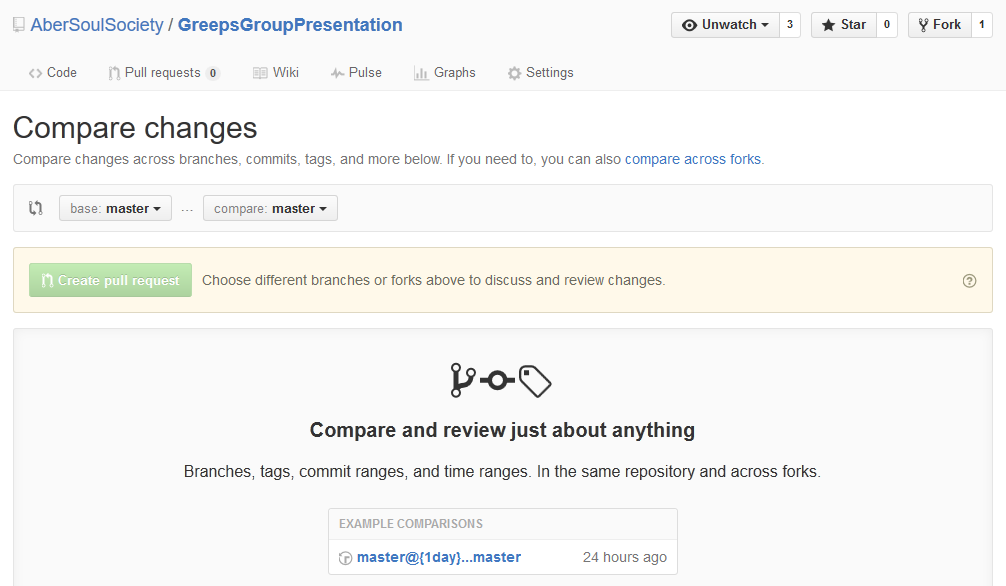 AberSoulSociety / GreepsGroupPresentation Unwatch 3 Star 0 Fork 1
Code Pull requests 0 Wiki Pulse Graphs Settings
Compare changes
Compare changes across branches, commits, tags, and more below. If you need to, you can also compare across forks.
base: master ... compare: master
Create pull request Choose different branches or forks above to discuss and review changes.
Compare and review just about anything
Branches, tags, commit ranges, and time ranges. In the same repository and across forks.
EXAMPLE COMPARISONS
master@{1day}...master 24 hours ago